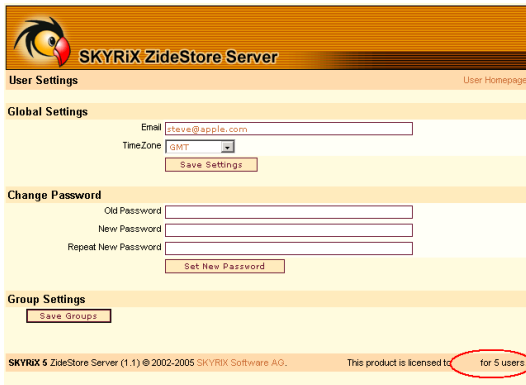 SKYRiX ZideStore Server
User Settings
User Homepage
Global Settings
Email steve@apple.com
TimeZone GMT
Save Settings
Change Password
Old Password
New Password
Repeat New Password
Set New Password
Group Settings
Save Groups
SKYRiX 5 ZideStore Server (1.1) © 2002-2005 SKYRIX Software AG. This product is licensed to for 5 users